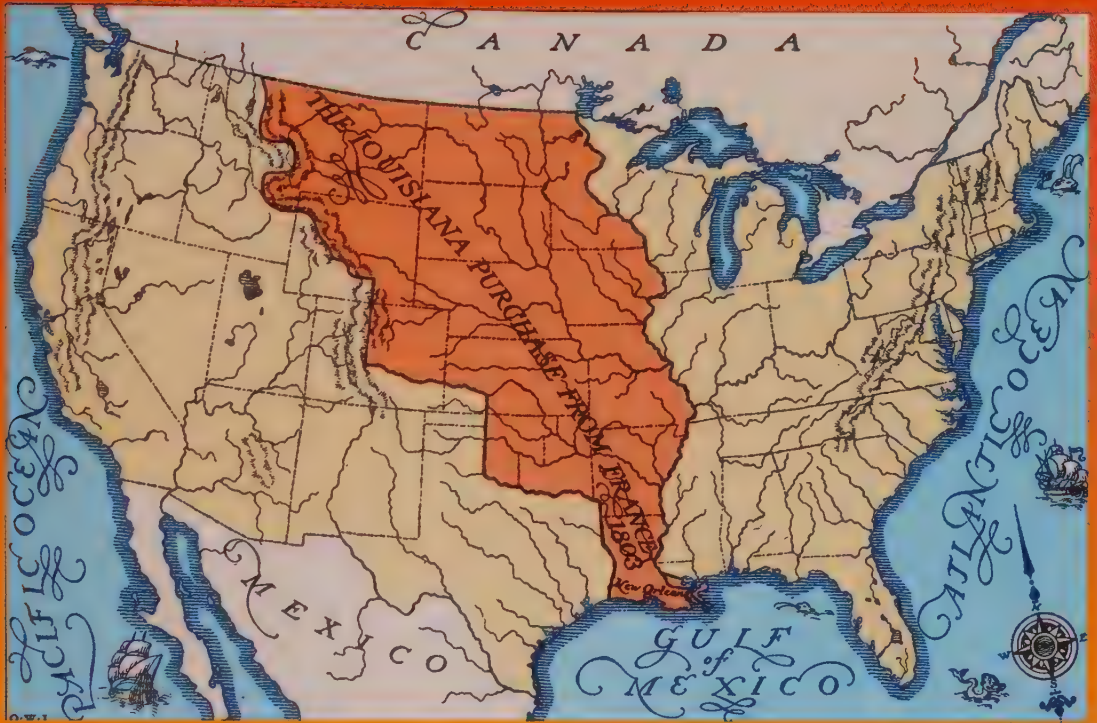 CANADA
THE LOUISIANA PURCHASE FROM FRANCE
1803
New Orleans
PACIFIC OCEAN
ATLANTIC OCEAN
MEXICO
GULF
of
MEXICO
N
W
E
S